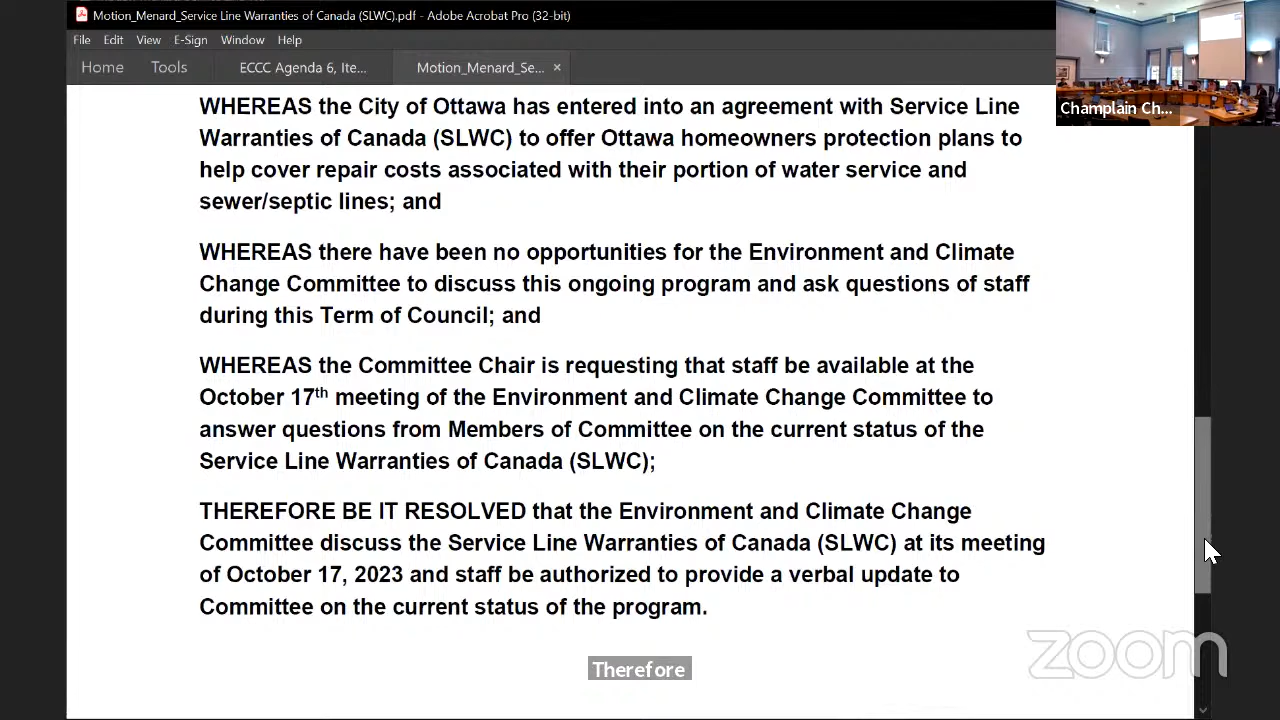 Motion_Menard_Service Line Warranties of Canada (SLWC).pdf - Adobe Acrobat Pro (32-bit)
File Edit View E-Sign Window Help
Home Tools ECCC Agenda 6, Ite... Motion_Menard_Se... ×
Champlain Ch...
WHEREAS the City of Ottawa has entered into an agreement with Service Line
Warranties of Canada (SLWC) to offer Ottawa homeowners protection plans to
help cover repair costs associated with their portion of water service and
sewer/septic lines; and
WHEREAS there have been no opportunities for the Environment and Climate
Change Committee to discuss this ongoing program and ask questions of staff
during this Term of Council; and
WHEREAS the Committee Chair is requesting that staff be available at the
October 17th meeting of the Environment and Climate Change Committee to
answer questions from Members of Committee on the current status of the
Service Line Warranties of Canada (SLWC);
THEREFORE BE IT RESOLVED that the Environment and Climate Change
Committee discuss the Service Line Warranties of Canada (SLWC) at its meeting
of October 17, 2023 and staff be authorized to provide a verbal update to
Committee on the current status of the program.
zoom
Therefore